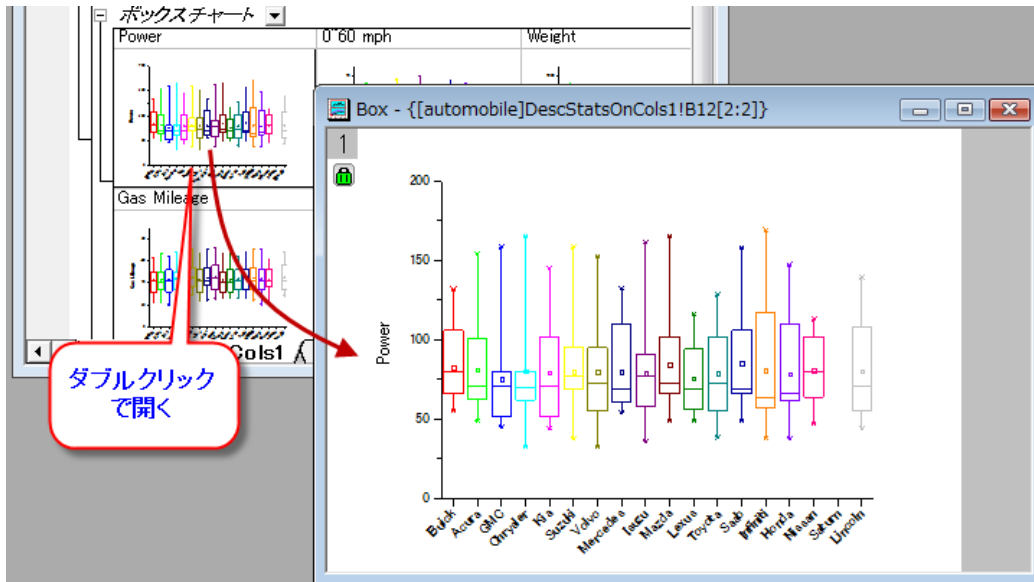 ボックスチャート
Power
0~60 mph
Weight
Box - {[automobile]DescStatsOnCols1!B12[2:2]}
1
Gas Mileage
Cols1
ダブルクリック
で開く
Power
200
150
100
50
0
Buick
Acura
GMC
Chrysler
Kia
Suzuki
Volvo
Mercedes
Isuzu
Mazda
Lexus
Toyota
Saab
Infiniti
Honda
Nissan
Saturn
Lincoln